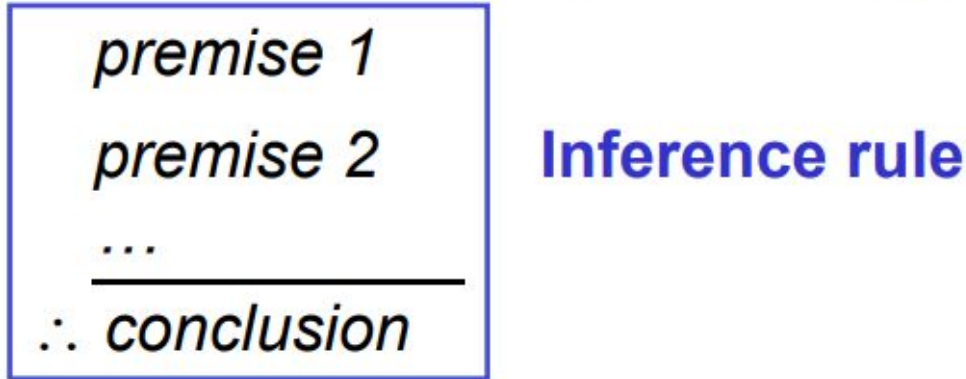 premise 1
premise 2
Inference rule
...
∴ conclusion